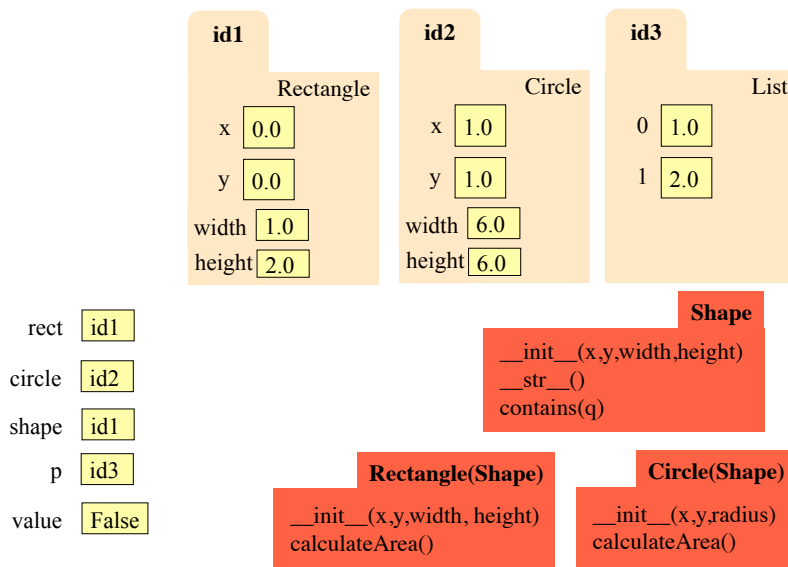 id1
Rectangle
x 0.0
y 0.0
width 1.0
height 2.0
id2
Circle
x 1.0
y 1.0
width 6.0
height 6.0
id3
List
0 1.0
1 2.0
rect id1
circle id2
shape id1
p id3
value False
Shape
__init__(x,y,width,height)
__str__()
contains(q)
Rectangle(Shape)
__init__(x,y,width, height)
calculateArea()
Circle(Shape)
__init__(x,y,radius)
calculateArea()